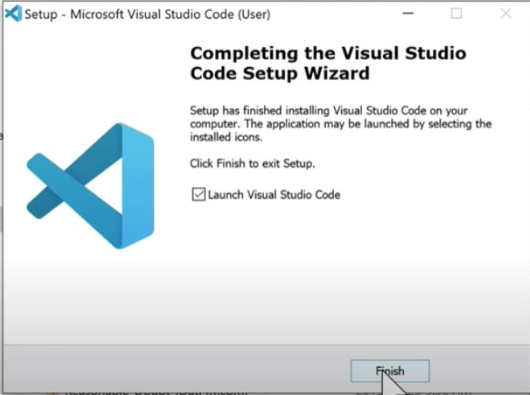 Setup - Microsoft Visual Studio Code (User)
Completing the Visual Studio
Code Setup Wizard
Setup has finished installing Visual Studio Code on your
computer. The application may be launched by selecting the
installed icons.
Click Finish to exit Setup.
Launch Visual Studio Code
Finish